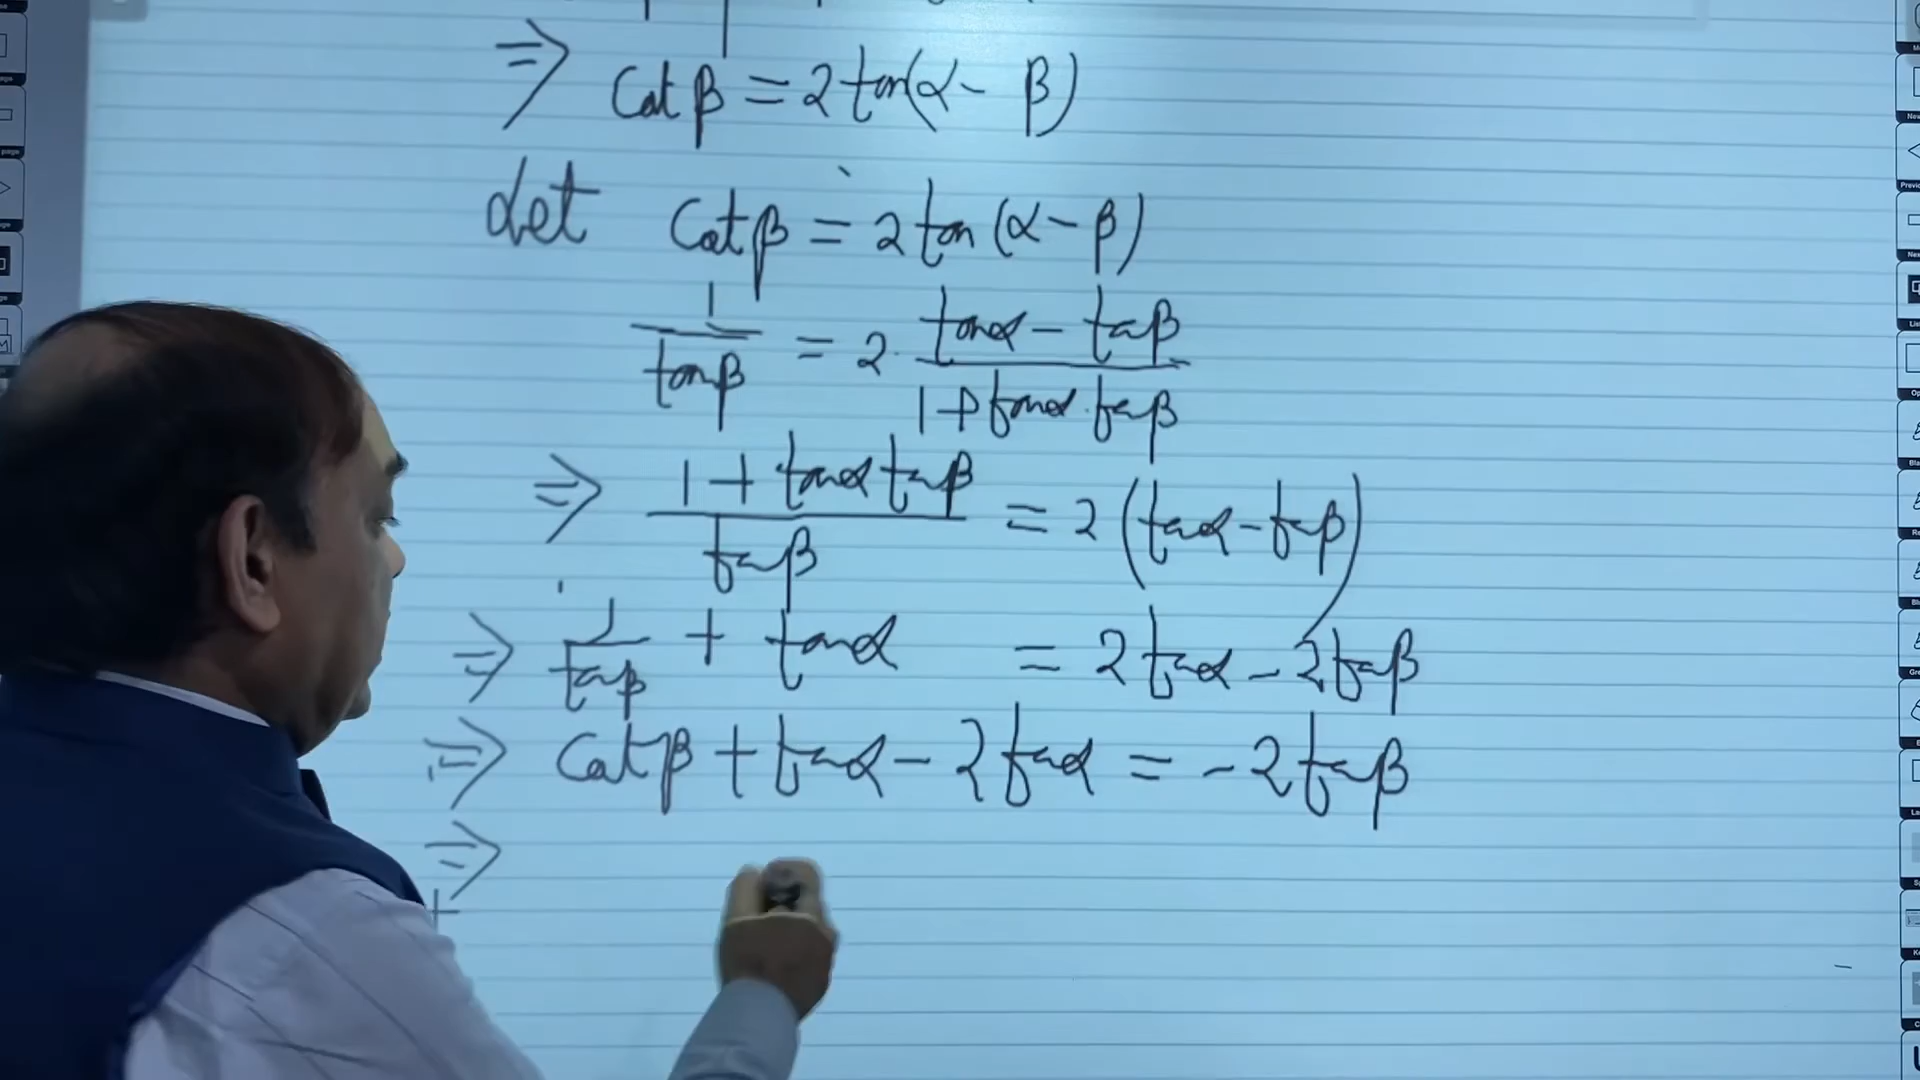 ⇒ Cot β = 2 tan(α - β)
Let Cot β = 2 tan (α - β)
1/tan β = 2 · (tan α - tan β)/(1 + tan α · tan β)
⇒ (1 + tan α tan β)/tan β = 2 (tan α - tan β)
⇒ 1/tan β + tan α = 2 tan α - 2 tan β
⇒ Cot β + tan α - 2 tan α = - 2 tan β
⇒